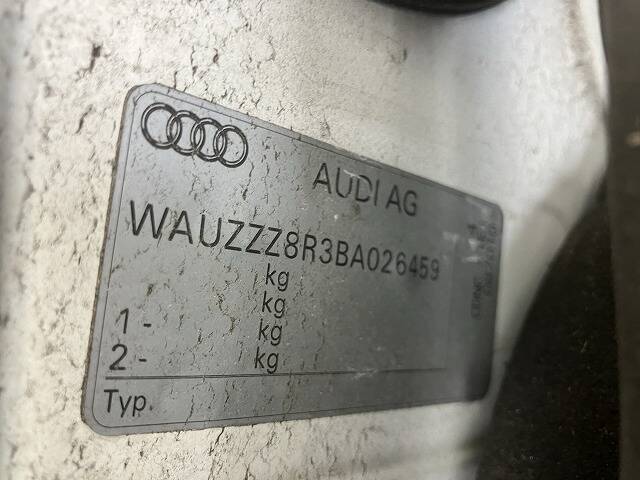 AUDI AG
WAUZZZ8R3BA026459
kg
kg
1 - kg
2 - kg
Typ.